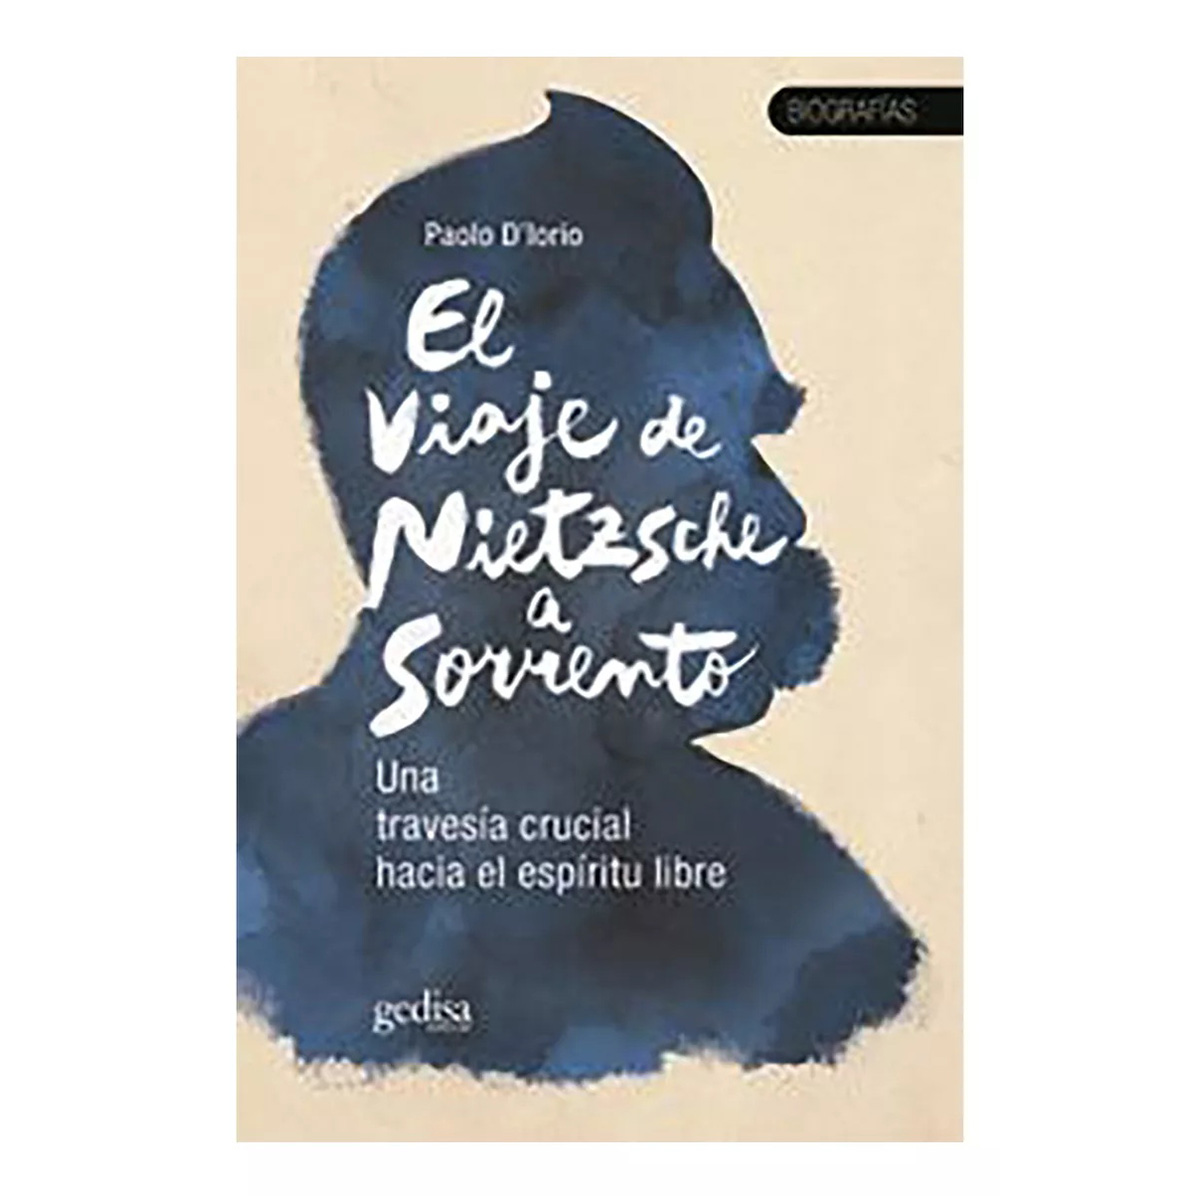 BIOGRAFÍAS
Paolo D'Iorio
El
Viaje de
Nietzsche
a
Sorrento
Una
travesía crucial
hacia el espíritu libre
gedisa